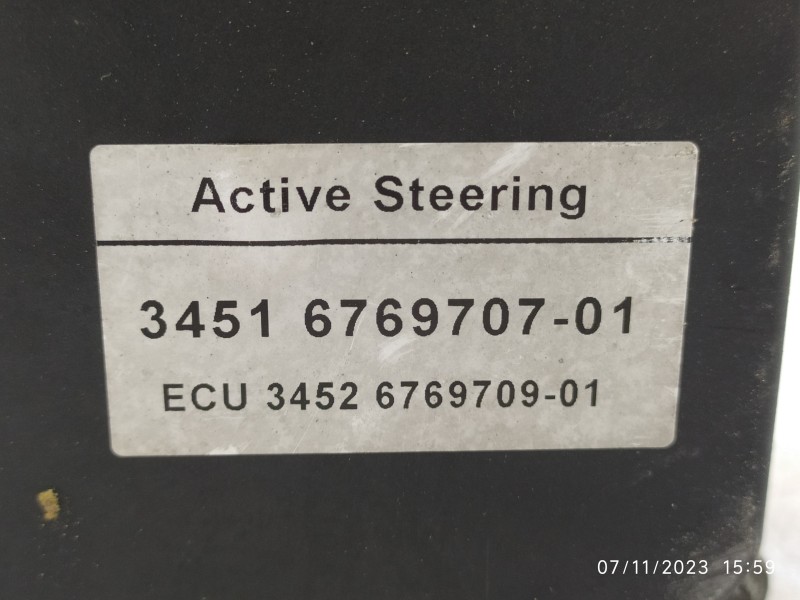 Active Steering
3451 6769707-01
ECU 3452 6769709-01
07/11/2023 15:59